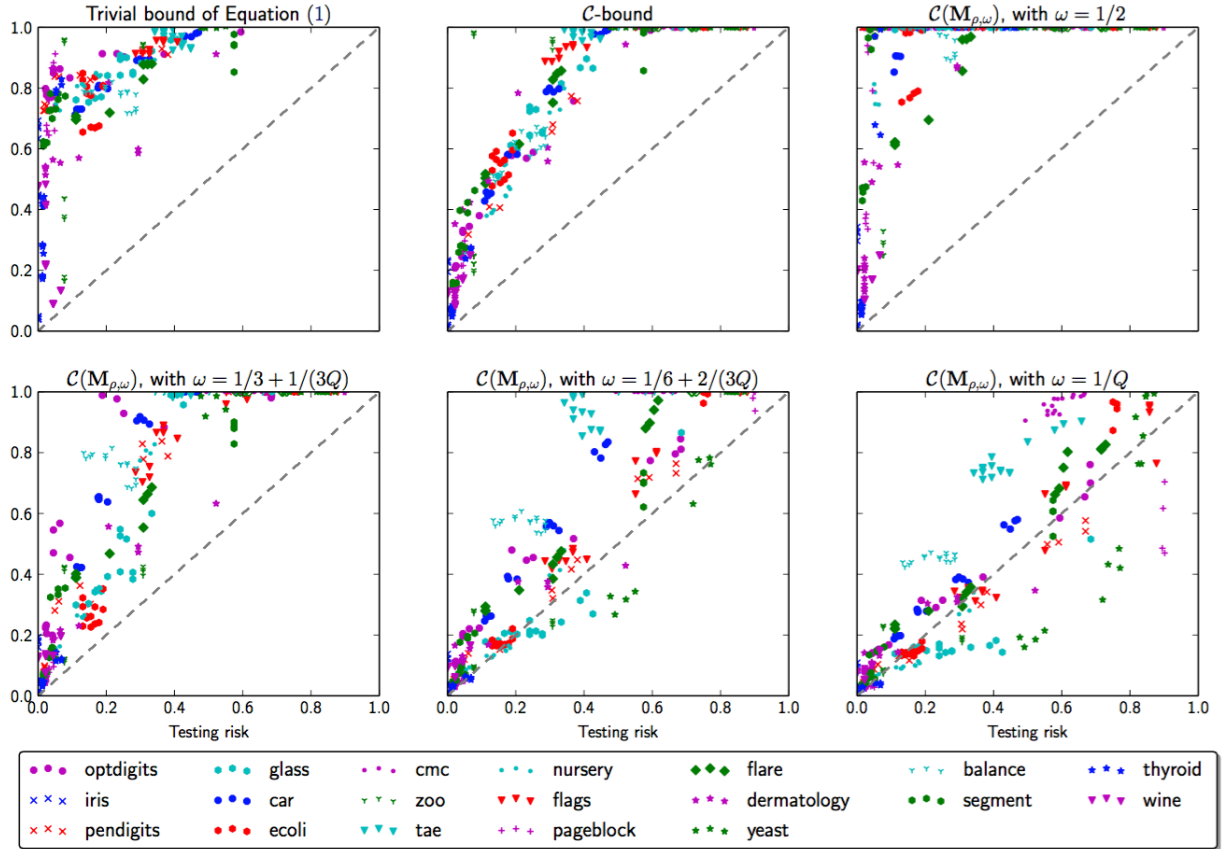 Trivial bound of Equation (1)
C-bound
C(M_{ρ,ω}), with ω = 1/2
1.0
0.8
0.6
0.4
0.2
0.0
C(M_{ρ,ω}), with ω = 1/3 + 1/(3Q)
C(M_{ρ,ω}), with ω = 1/6 + 2/(3Q)
C(M_{ρ,ω}), with ω = 1/Q
1.0
0.8
0.6
0.4
0.2
0.0
0.0 0.2 0.4 0.6 0.8 1.0
0.0 0.2 0.4 0.6 0.8 1.0
0.0 0.2 0.4 0.6 0.8 1.0
Testing risk
Testing risk
Testing risk
optdigits glass cmc nursery flare balance thyroid
iris car zoo flags dermatology segment wine
pendigits ecoli tae pageblock yeast